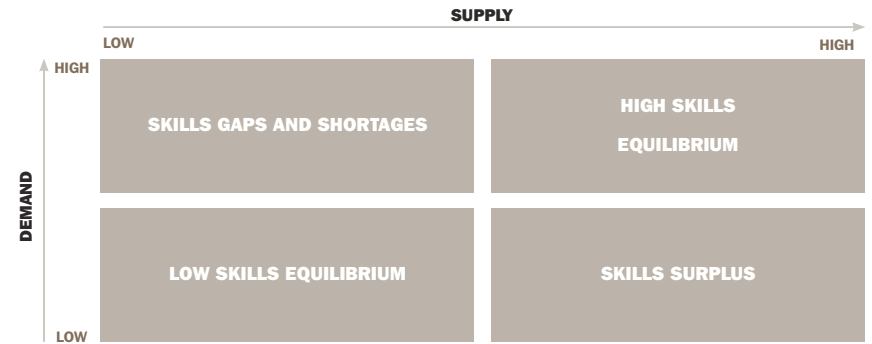 SUPPLY
LOW
HIGH
HIGH
DEMAND
SKILLS GAPS AND SHORTAGES
HIGH SKILLS
EQUILIBRIUM
LOW SKILLS EQUILIBRIUM
SKILLS SURPLUS
LOW